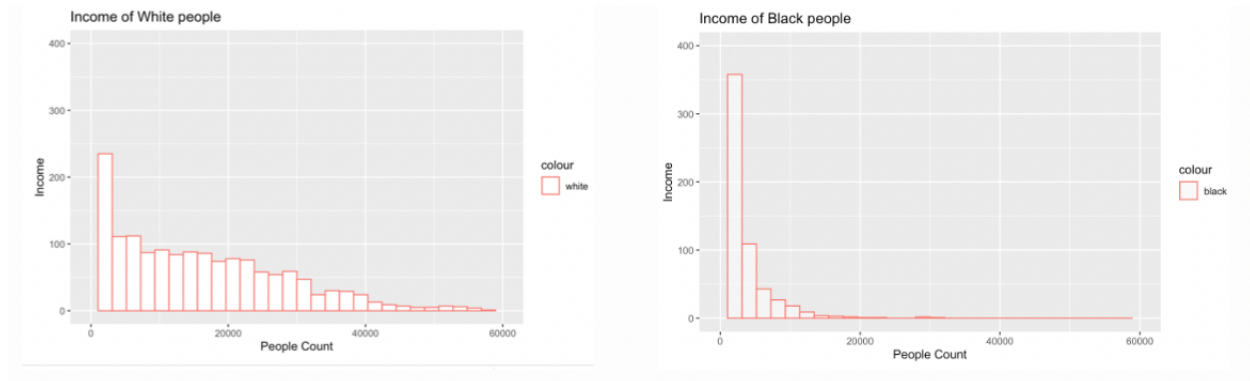 Income of White people
400
300
200
100
0
Income
0 20000 40000 60000
People Count
colour
white
Income of Black people
400
300
200
100
0
Income
0 20000 40000 60000
People Count
colour
black